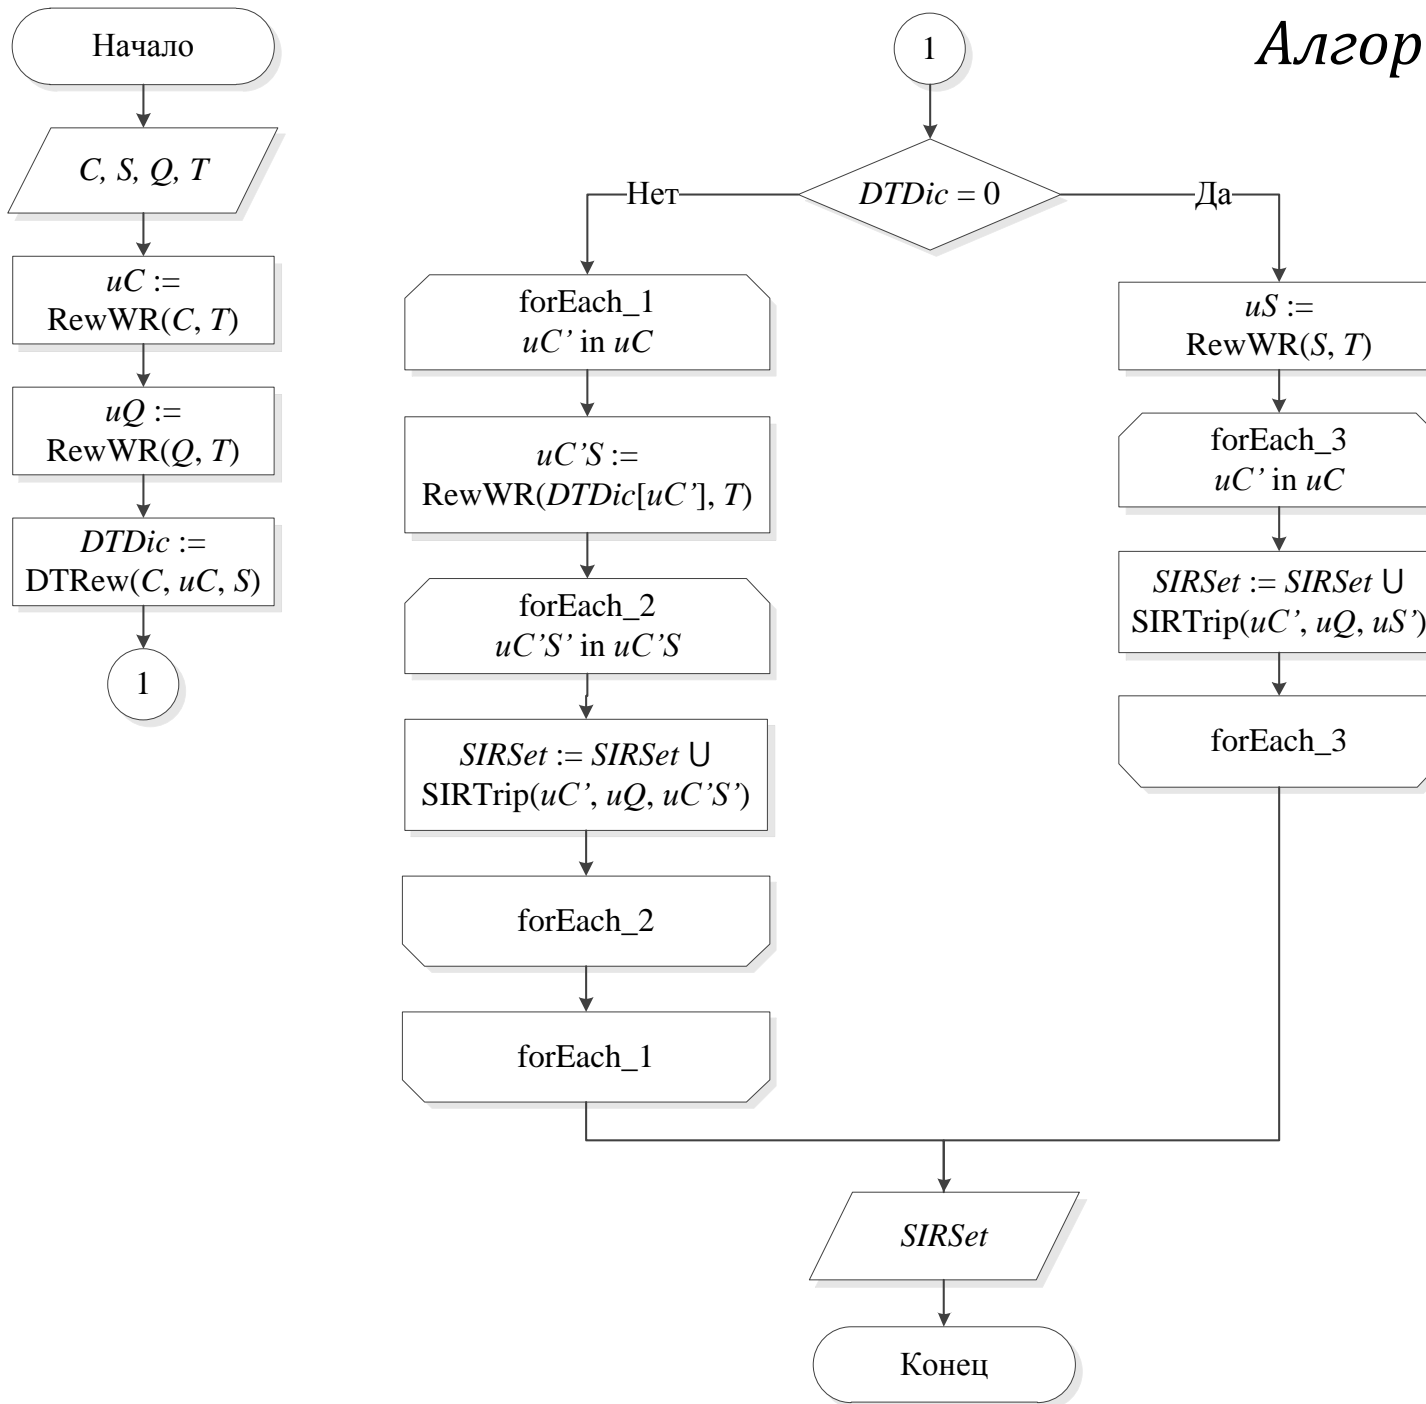 Начало
C, S, Q, T
uC :=
RewWR(C, T)
uQ :=
RewWR(Q, T)
DTDic :=
DTRew(C, uC, S)
1
1
DTDic = 0
Нет
Да
forEach_1
uC’ in uC
uC’S :=
RewWR(DTDic[uC’], T)
forEach_2
uC’S’ in uC’S
SIRSet := SIRSet ∪
SIRTrip(uC’, uQ, uC’S’)
forEach_2
forEach_1
uS :=
RewWR(S, T)
forEach_3
uC’ in uC
SIRSet := SIRSet ∪
SIRTrip(uC’, uQ, uS’)
forEach_3
SIRSet
Конец
Алгор